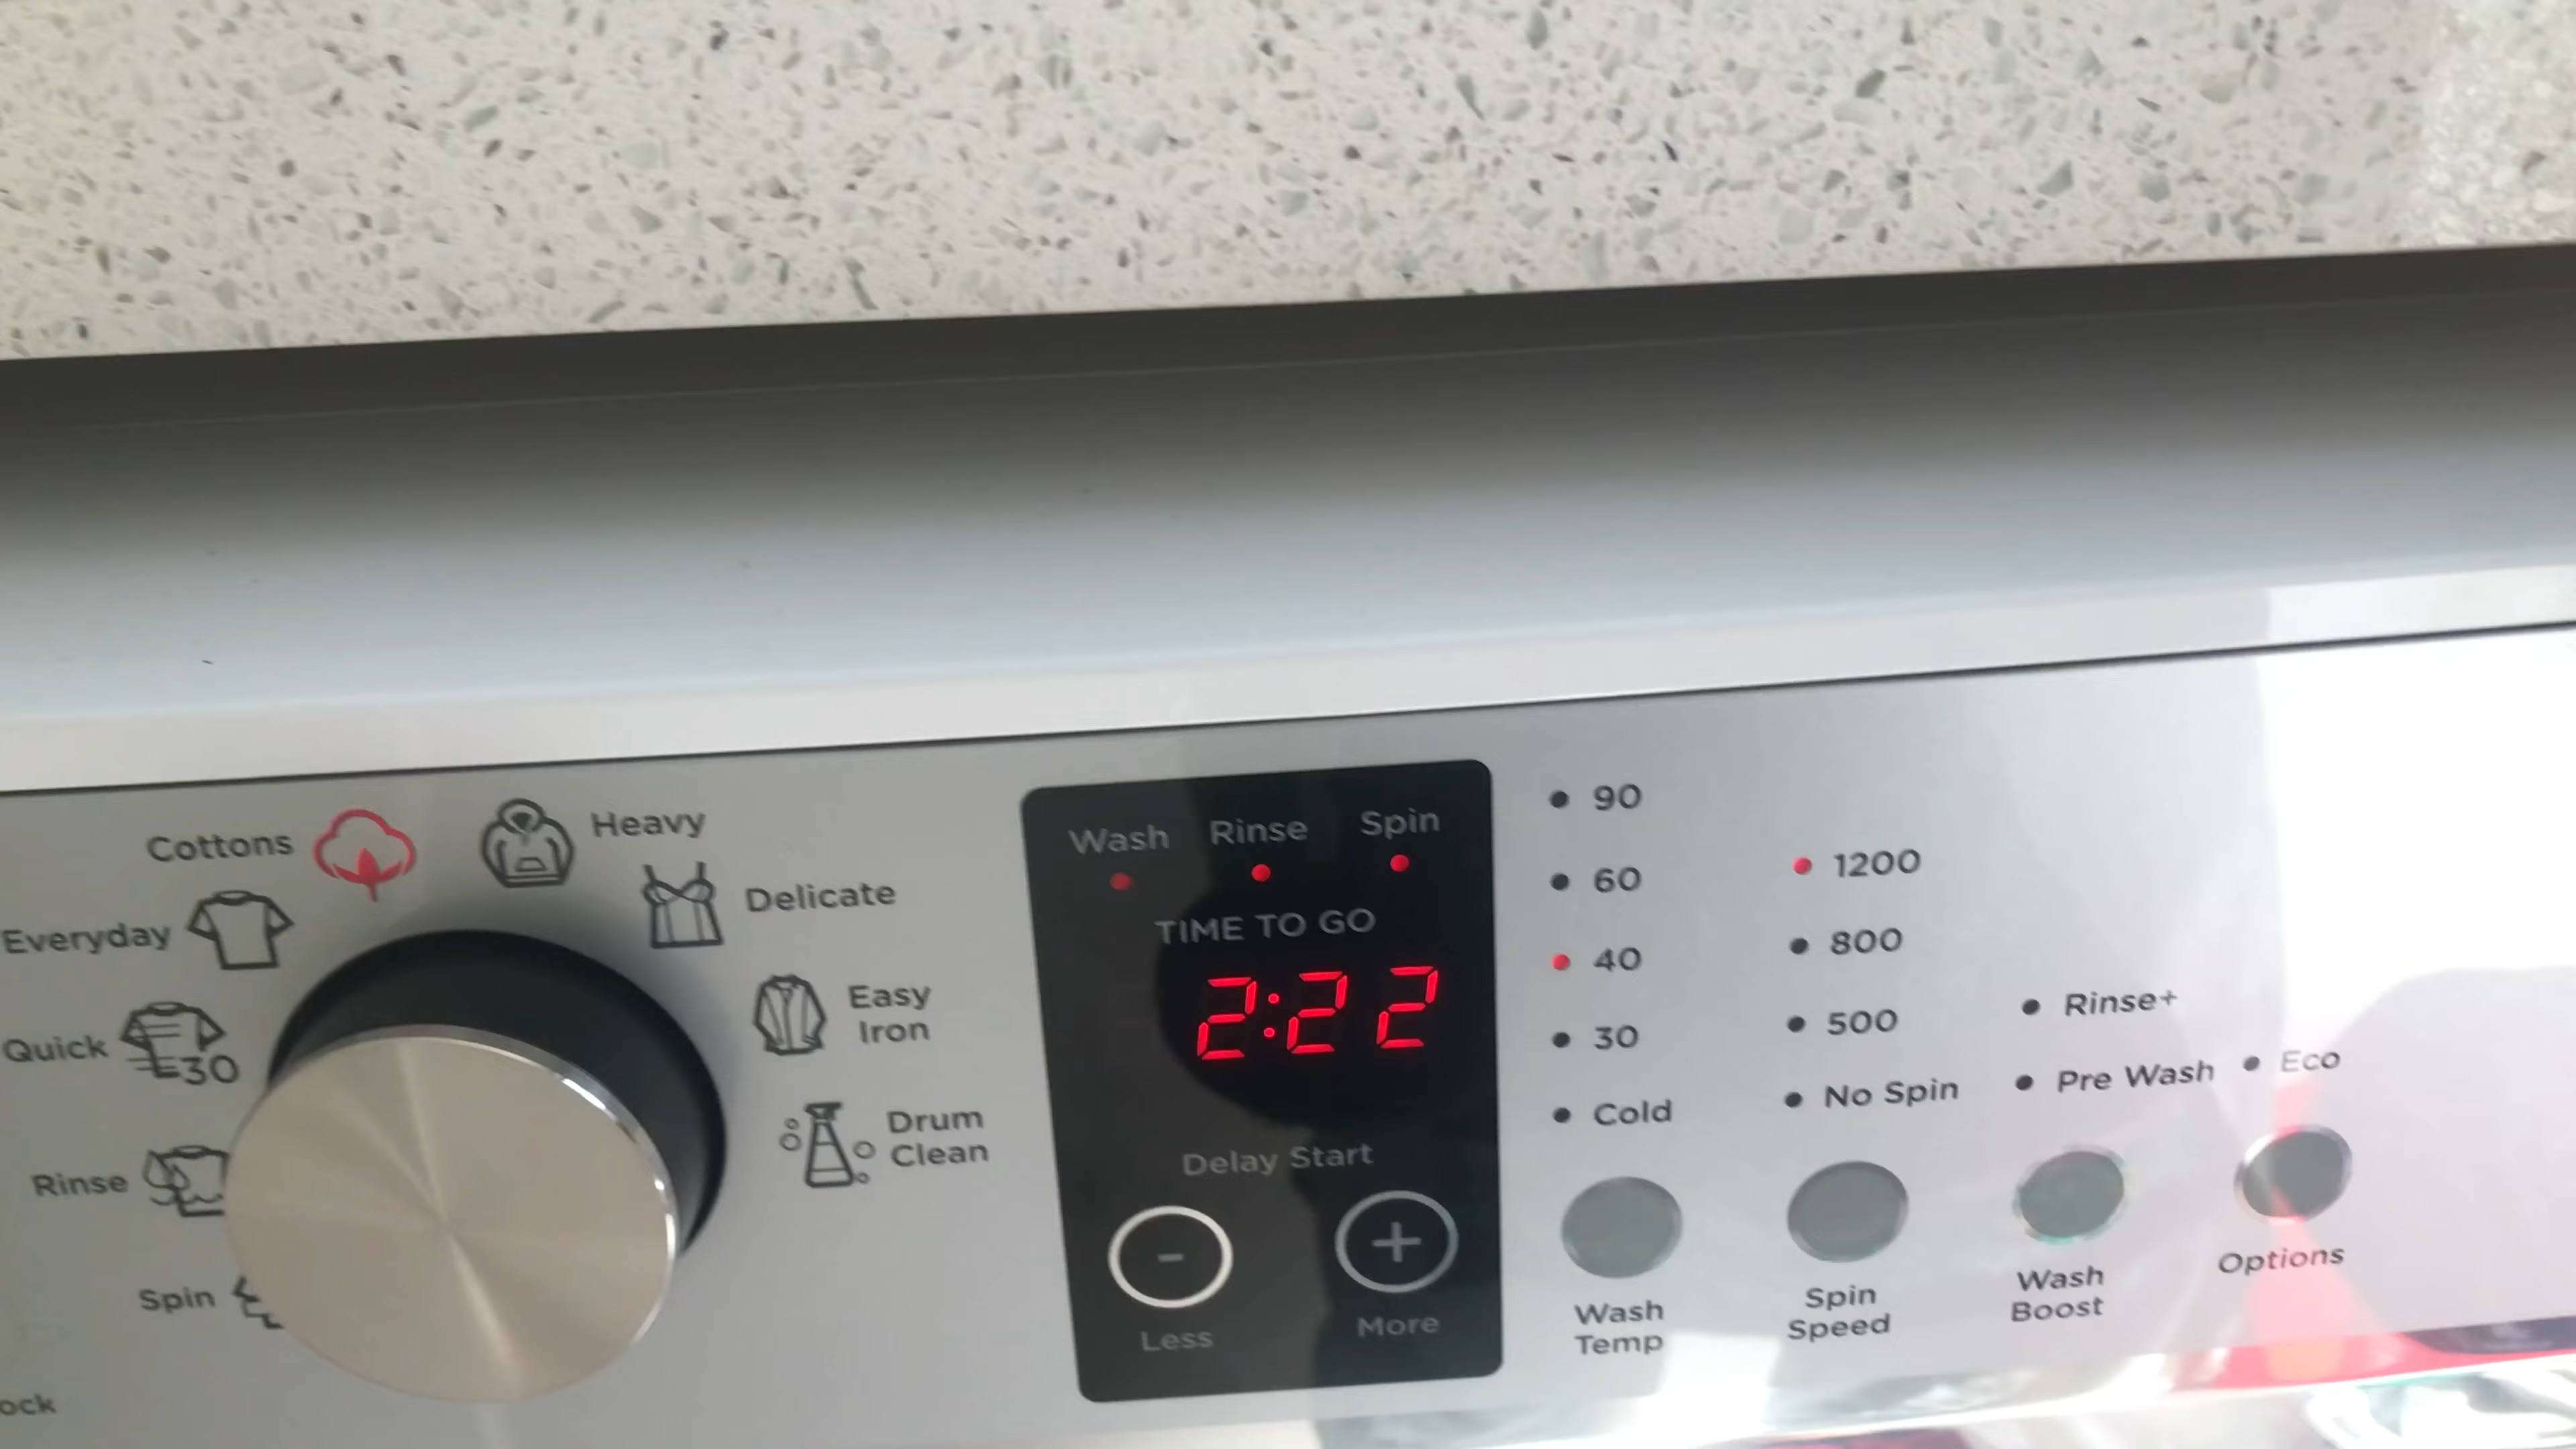 Cottons
Heavy
Everyday
Delicate
Quick
30
Easy
Iron
Rinse
Drum
Clean
Spin
ock
Wash Rinse Spin
TIME TO GO
2:22
Delay Start
- +
Less More
90
60
40
30
Cold
Wash
Temp
1200
800
500
No Spin
Spin
Speed
Rinse+
Pre Wash
Wash
Boost
Eco
Options